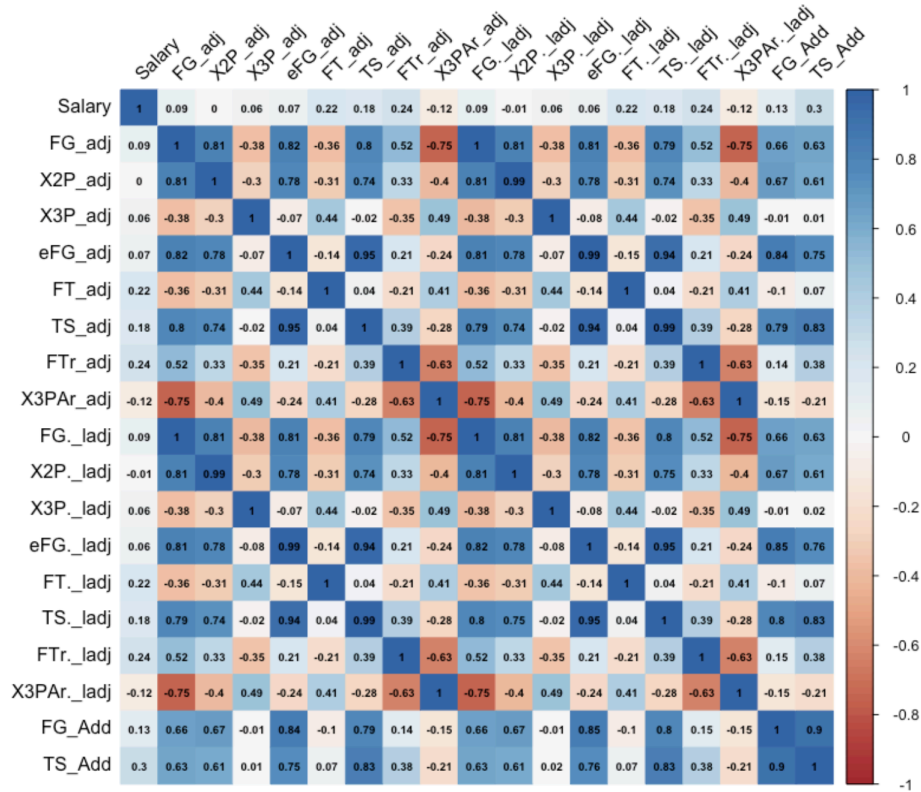 Salary FG_adj X2P_adj X3P_adj eFG_adj FT_adj TS_adj FTr_adj X3PAr_adj FG._ladj X2P._ladj X3P._ladj eFG._ladj FT._ladj TS._ladj FTr._ladj X3PAr._ladj FG_Add TS_Add
Salary 1 0.09 0 0.06 0.07 0.22 0.18 0.24 -0.12 0.09 -0.01 0.06 0.06 0.22 0.18 0.24 -0.12 0.13 0.3
FG_adj 0.09 1 0.81 -0.38 0.82 -0.36 0.8 0.52 -0.75 1 0.81 -0.38 0.81 -0.36 0.79 0.52 -0.75 0.66 0.63
X2P_adj 0 0.81 1 -0.3 0.78 -0.31 0.74 0.33 -0.4 0.81 0.99 -0.3 0.78 -0.31 0.74 0.33 -0.4 0.67 0.61
X3P_adj 0.06 -0.38 -0.3 1 -0.07 0.44 -0.02 -0.35 0.49 -0.38 -0.3 1 -0.08 0.44 -0.02 -0.35 0.49 -0.01 0.01
eFG_adj 0.07 0.82 0.78 -0.07 1 -0.14 0.95 0.21 -0.24 0.81 0.78 -0.07 0.99 -0.15 0.94 0.21 -0.24 0.84 0.75
FT_adj 0.22 -0.36 -0.31 0.44 -0.14 1 0.04 -0.21 0.41 -0.36 -0.31 0.44 -0.14 1 0.04 -0.21 0.41 -0.1 0.07
TS_adj 0.18 0.8 0.74 -0.02 0.95 0.04 1 0.39 -0.28 0.79 0.74 -0.02 0.94 0.04 0.99 0.39 -0.28 0.79 0.83
FTr_adj 0.24 0.52 0.33 -0.35 0.21 -0.21 0.39 1 -0.63 0.52 0.33 -0.35 0.21 -0.21 0.39 1 -0.63 0.14 0.38
X3PAr_adj -0.12 -0.75 -0.4 0.49 -0.24 0.41 -0.28 -0.63 1 -0.75 -0.4 0.49 -0.24 0.41 -0.28 -0.63 1 -0.15 -0.21
FG._ladj 0.09 1 0.81 -0.38 0.81 -0.36 0.79 0.52 -0.75 1 0.81 -0.38 0.82 -0.36 0.8 0.52 -0.75 0.66 0.63
X2P._ladj -0.01 0.81 0.99 -0.3 0.78 -0.31 0.74 0.33 -0.4 0.81 1 -0.3 0.78 -0.31 0.75 0.33 -0.4 0.67 0.61
X3P._ladj 0.06 -0.38 -0.3 1 -0.07 0.44 -0.02 -0.35 0.49 -0.38 -0.3 1 -0.08 0.44 -0.02 -0.35 0.49 -0.01 0.02
eFG._ladj 0.06 0.81 0.78 -0.08 0.99 -0.14 0.94 0.21 -0.24 0.82 0.78 -0.08 1 -0.14 0.95 0.21 -0.24 0.85 0.76
FT._ladj 0.22 -0.36 -0.31 0.44 -0.15 1 0.04 -0.21 0.41 -0.36 -0.31 0.44 -0.14 1 0.04 -0.21 0.41 -0.1 0.07
TS._ladj 0.18 0.79 0.74 -0.02 0.94 0.04 0.99 0.39 -0.28 0.8 0.75 -0.02 0.95 0.04 1 0.39 -0.28 0.8 0.83
FTr._ladj 0.24 0.52 0.33 -0.35 0.21 -0.21 0.39 1 -0.63 0.52 0.33 -0.35 0.21 -0.21 0.39 1 -0.63 0.15 0.38
X3PAr._ladj -0.12 -0.75 -0.4 0.49 -0.24 0.41 -0.28 -0.63 1 -0.75 -0.4 0.49 -0.24 0.41 -0.28 -0.63 1 -0.15 -0.21
FG_Add 0.13 0.66 0.67 -0.01 0.84 -0.1 0.79 0.14 -0.15 0.66 0.67 -0.01 0.85 -0.1 0.8 0.15 -0.15 1 0.9
TS_Add 0.3 0.63 0.61 0.01 0.75 0.07 0.83 0.38 -0.21 0.63 0.61 0.02 0.76 0.07 0.83 0.38 -0.21 0.9 1
1
0.8
0.6
0.4
0.2
0
-0.2
-0.4
-0.6
-0.8
-1